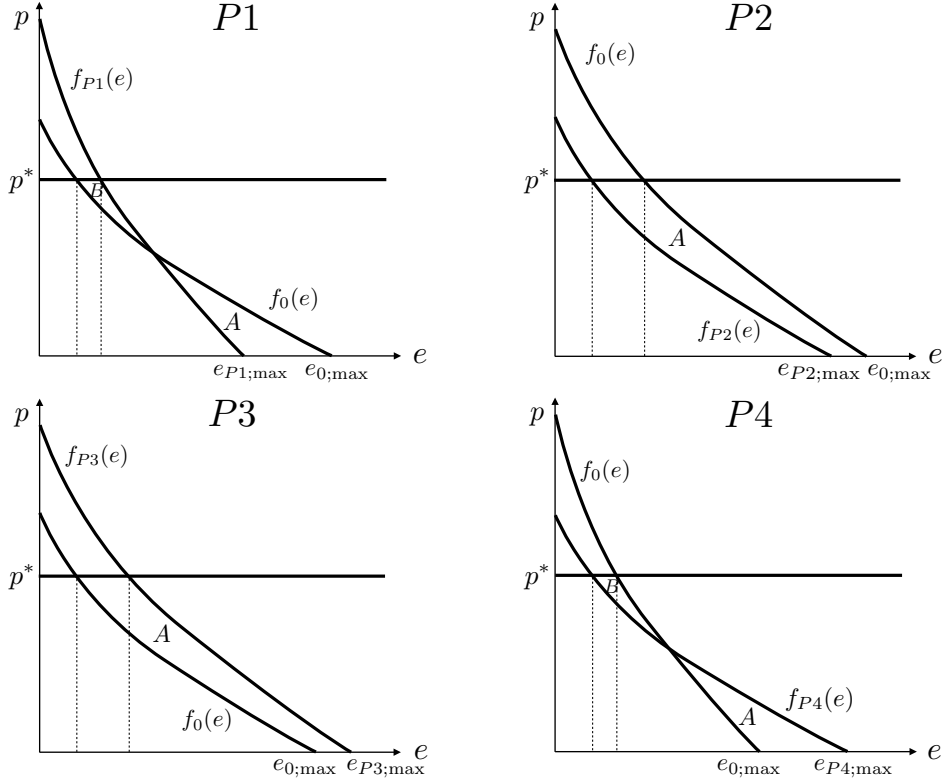 P1
p
f_{P1}(e)
p*
B
f_0(e)
A
e
e_{P1;max} e_{0;max}
P2
p
f_0(e)
p*
A
f_{P2}(e)
e
e_{P2;max} e_{0;max}
P3
p
f_{P3}(e)
p*
A
f_0(e)
e
e_{0;max} e_{P3;max}
P4
p
f_0(e)
p*
B
f_{P4}(e)
A
e
e_{0;max} e_{P4;max}